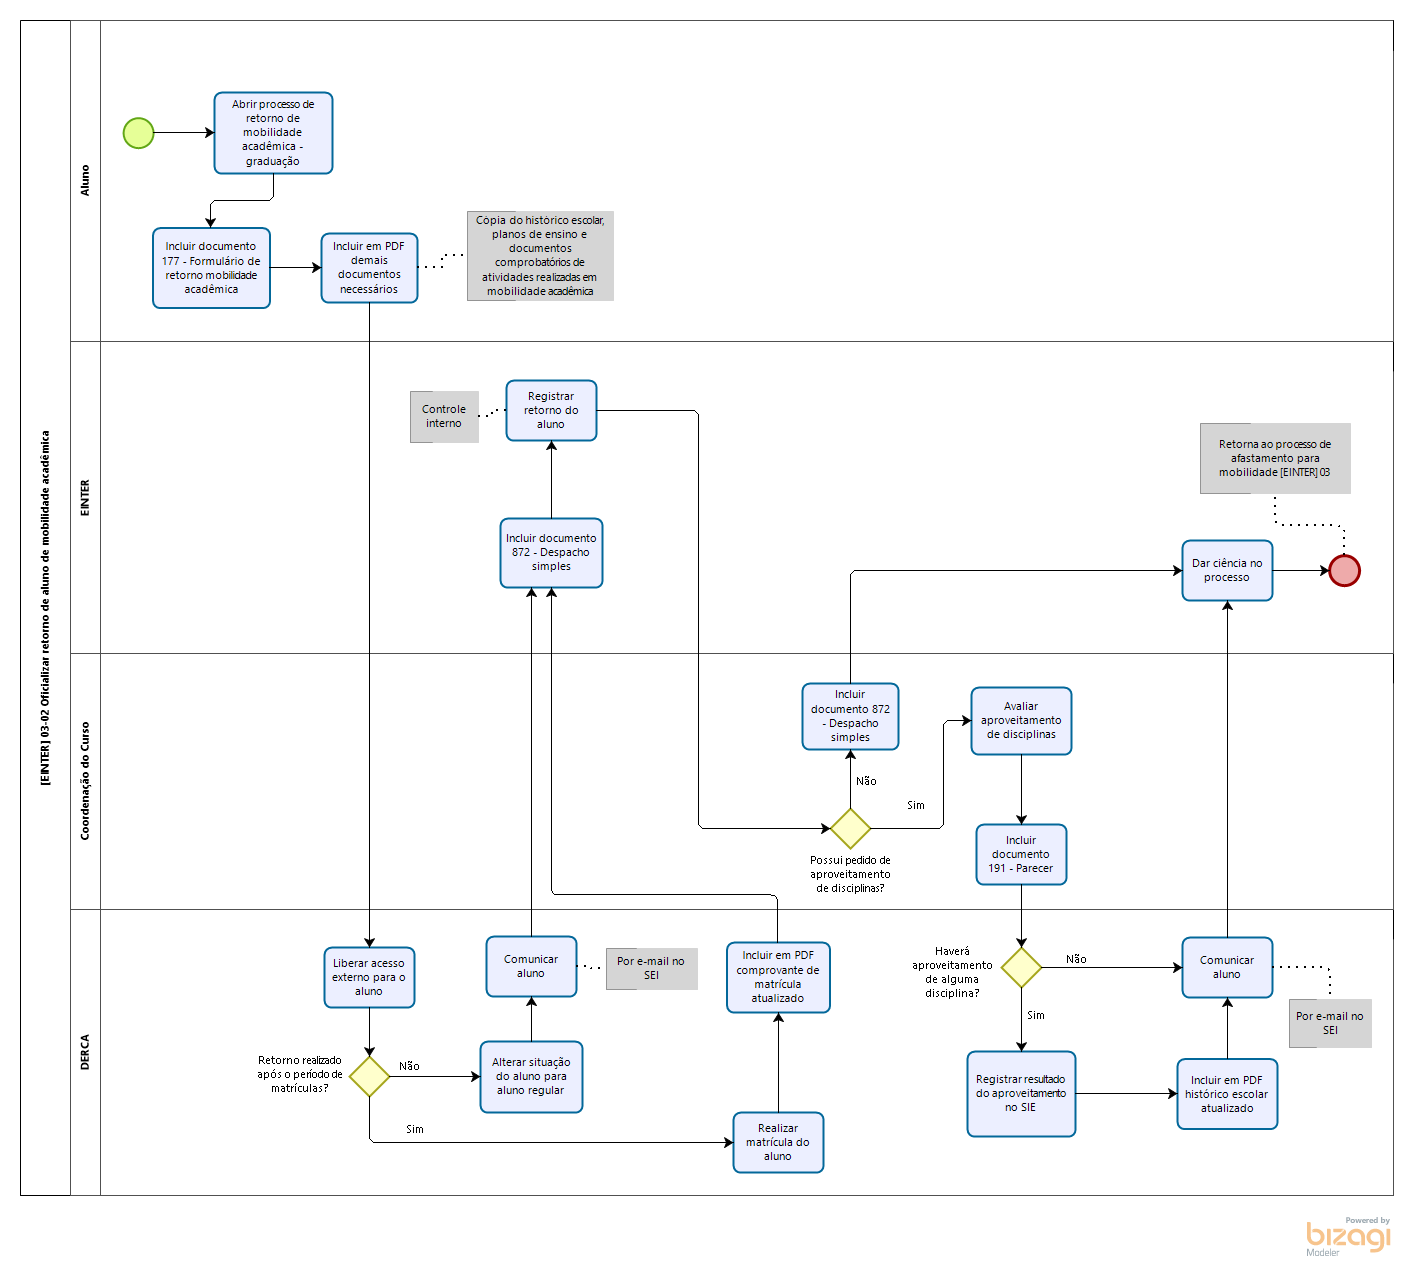 [EINTER] 03-02 Oficializar retorno de aluno de mobilidade acadêmica
Aluno
Abrir processo de
retorno de
mobilidade
acadêmica -
graduação
Incluir documento
177 - Formulário de
retorno mobilidade
acadêmica
Incluir em PDF
demais
documentos
necessários
Cópia do histórico escolar,
planos de ensino e
documentos
comprobatórios de
atividades realizadas em
mobilidade acadêmica
EINTER
Controle
interno
Registrar
retorno do
aluno
Incluir documento
872 - Despacho
simples
Retorna ao processo de
afastamento para
mobilidade [EINTER] 03
Dar ciência no
processo
Coordenação do Curso
Incluir
documento 872
- Despacho
simples
Não
Sim
Possui pedido de
aproveitamento
de disciplinas?
Avaliar
aproveitamento
de disciplinas
Incluir
documento
191 - Parecer
DERCA
Liberar acesso
externo para o
aluno
Retorno realizado
após o período de
matrículas?
Não
Sim
Comunicar
aluno
Por e-mail no
SEI
Alterar situação
do aluno para
aluno regular
Incluir em PDF
comprovante de
matrícula
atualizado
Realizar
matrícula do
aluno
Haverá
aproveitamento
de alguma
disciplina?
Não
Sim
Registrar resultado
do aproveitamento
no SIE
Comunicar
aluno
Por e-mail no
SEI
Incluir em PDF
histórico escolar
atualizado
Powered by
bizagi
Modeler